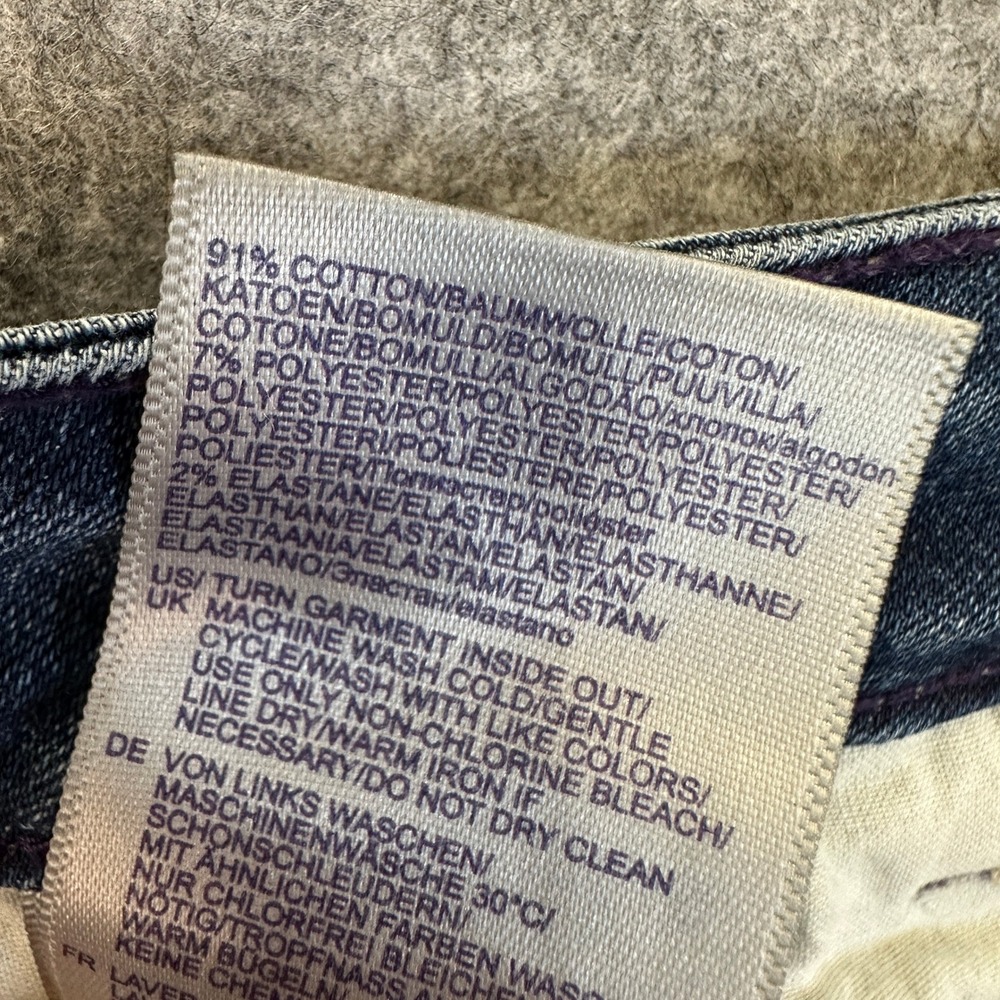 91% COTTON/BAUMWOLLE/COTON/
KATOEN/BOMULD/BOMULL/PUUVILLA/
COTONE/BOMULL/ALGODÃO/хлопок/algodon
7% POLYESTER/POLYESTER/POLYESTER/
POLYESTER/POLYESTER/POLYESTER/
POLYESTERI/POLIESTERE/POLYESTER/
POLIESTER/Полиэстер/poliéster
2% ELASTANE/ELASTHAN/ELASTHANNE/
ELASTHAN/ELASTAN/ELASTAN/
ELASTAANIA/ELASTAM/ELASTAN/
ELASTANO/Эластан/elastano
US/ TURN GARMENT INSIDE OUT/
UK MACHINE WASH COLD/GENTLE
CYCLE/WASH WITH LIKE COLORS/
USE ONLY NON-CHLORINE BLEACH/
LINE DRY/WARM IRON IF
NECESSARY/DO NOT DRY CLEAN
DE VON LINKS WASCHEN/
MASCHINENWÄSCHE 30°C/
SCHONSCHLEUDERN/
MIT ÄHNLICHEN FARBEN
NUR CHLORFREI
NÖTIG/TROPFNASS
WARM BÜGELN/
KEINE
FR